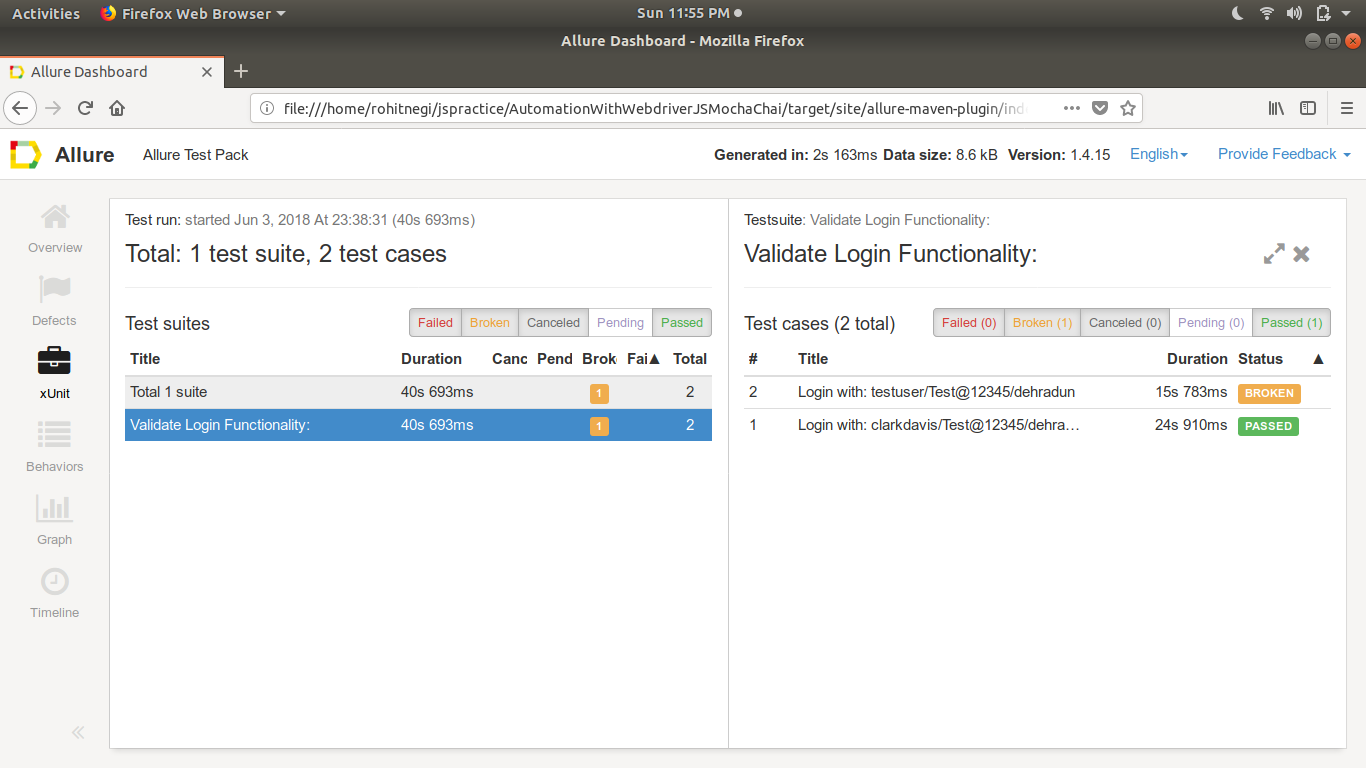 Activities Firefox Web Browser Sun 11:55 PM
Allure Dashboard - Mozilla Firefox
Allure Dashboard
file:///home/rohitnegi/jspractice/AutomationWithWebdriverJSMochaChai/target/site/allure-maven-plugin/ind
Allure Allure Test Pack Generated in: 2s 163ms Data size: 8.6 kB Version: 1.4.15 English Provide Feedback
Overview
Defects
xUnit
Behaviors
Graph
Timeline
Test run: started Jun 3, 2018 At 23:38:31 (40s 693ms)
Total: 1 test suite, 2 test cases
Test suites Failed Broken Canceled Pending Passed
Title Duration Canc Pend Brok Fai▲ Total
Total 1 suite 40s 693ms 1 2
Validate Login Functionality: 40s 693ms 1 2
Testsuite: Validate Login Functionality:
Validate Login Functionality:
Test cases (2 total) Failed (0) Broken (1) Canceled (0) Pending (0) Passed (1)
# Title Duration Status ▲
2 Login with: testuser/Test@12345/dehradun 15s 783ms BROKEN
1 Login with: clarkdavis/Test@12345/dehra… 24s 910ms PASSED